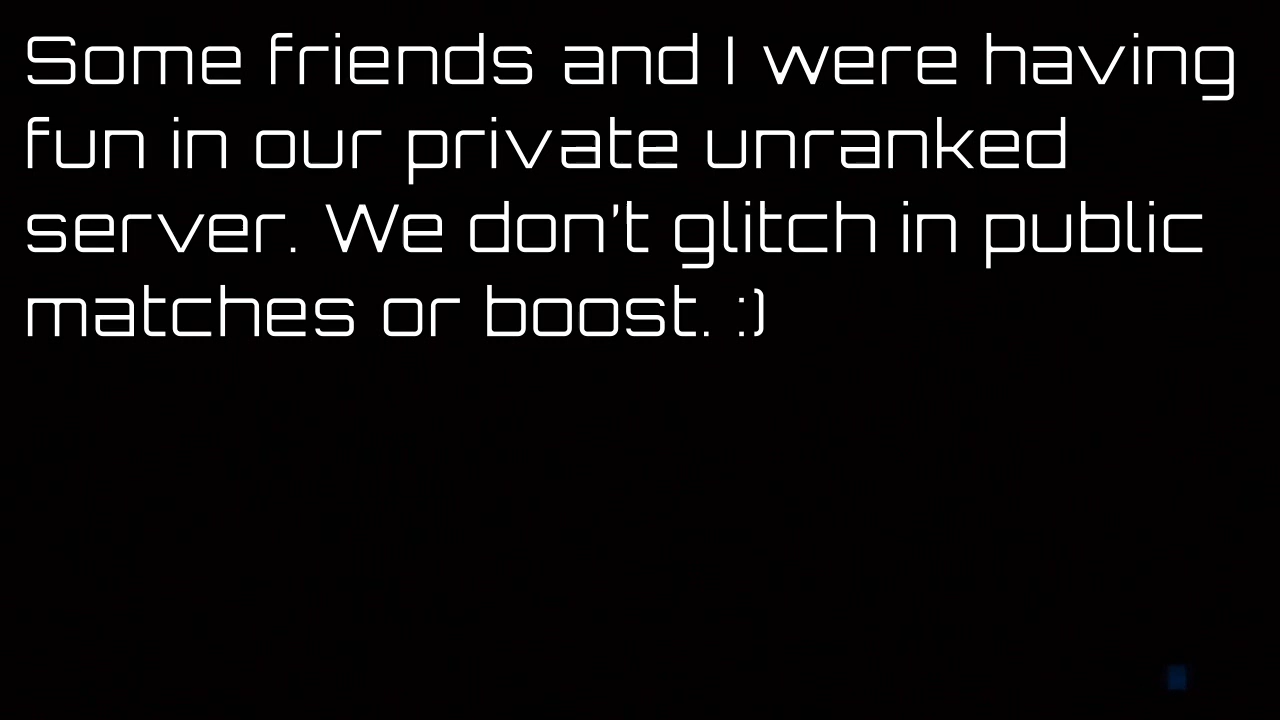 Some friends and I were having
fun in our private unranked
server. We don't glitch in public
matches or boost. :)